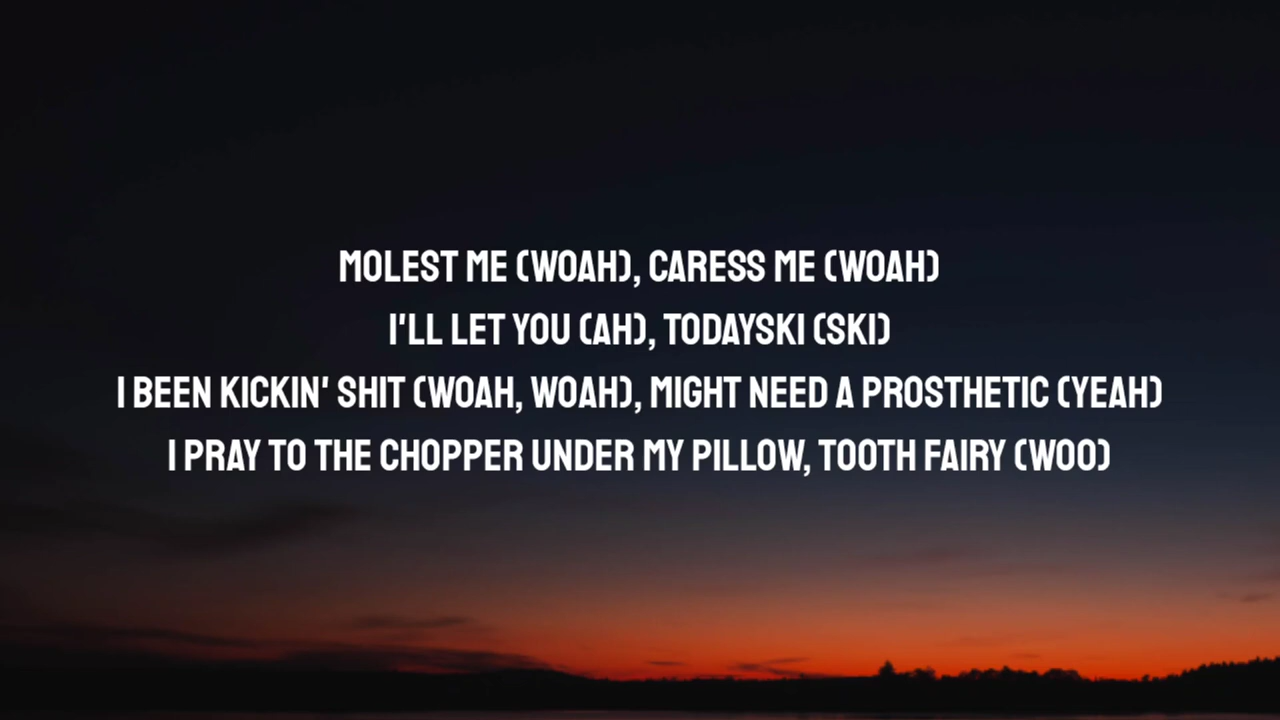 MOLEST ME (WOAH), CARESS ME (WOAH)
I'LL LET YOU (AH), TODAYSKI (SKI)
I BEEN KICKIN' SHIT (WOAH, WOAH), MIGHT NEED A PROSTHETIC (YEAH)
I PRAY TO THE CHOPPER UNDER MY PILLOW, TOOTH FAIRY (WOO)